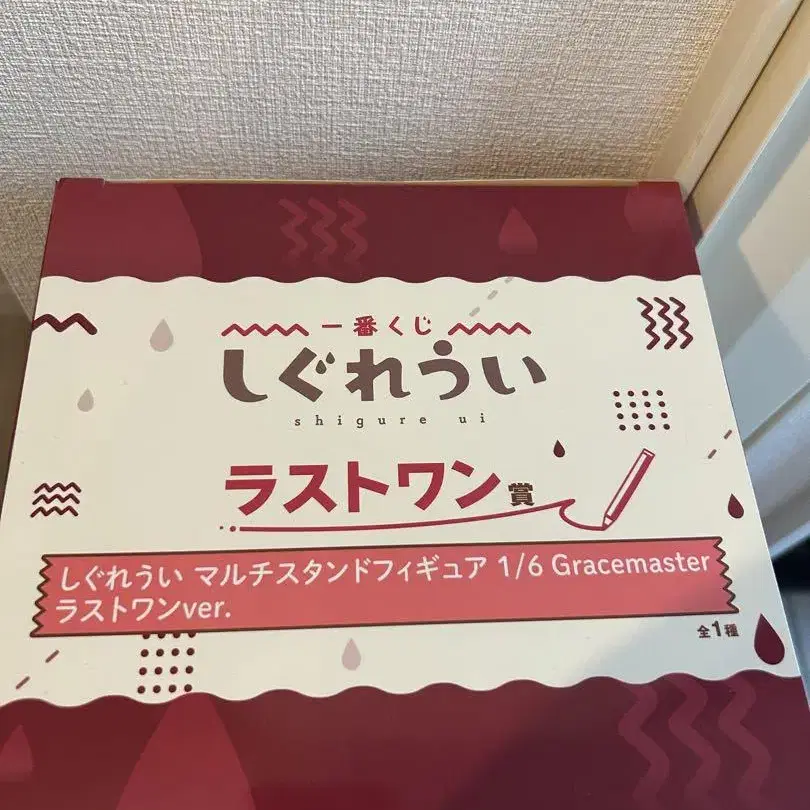 一番くじ
しぐれうい
shigure ui
ラストワン賞
しぐれうい マルチスタンドフィギュア 1/6 Gracemaster
ラストワンver.
全1種